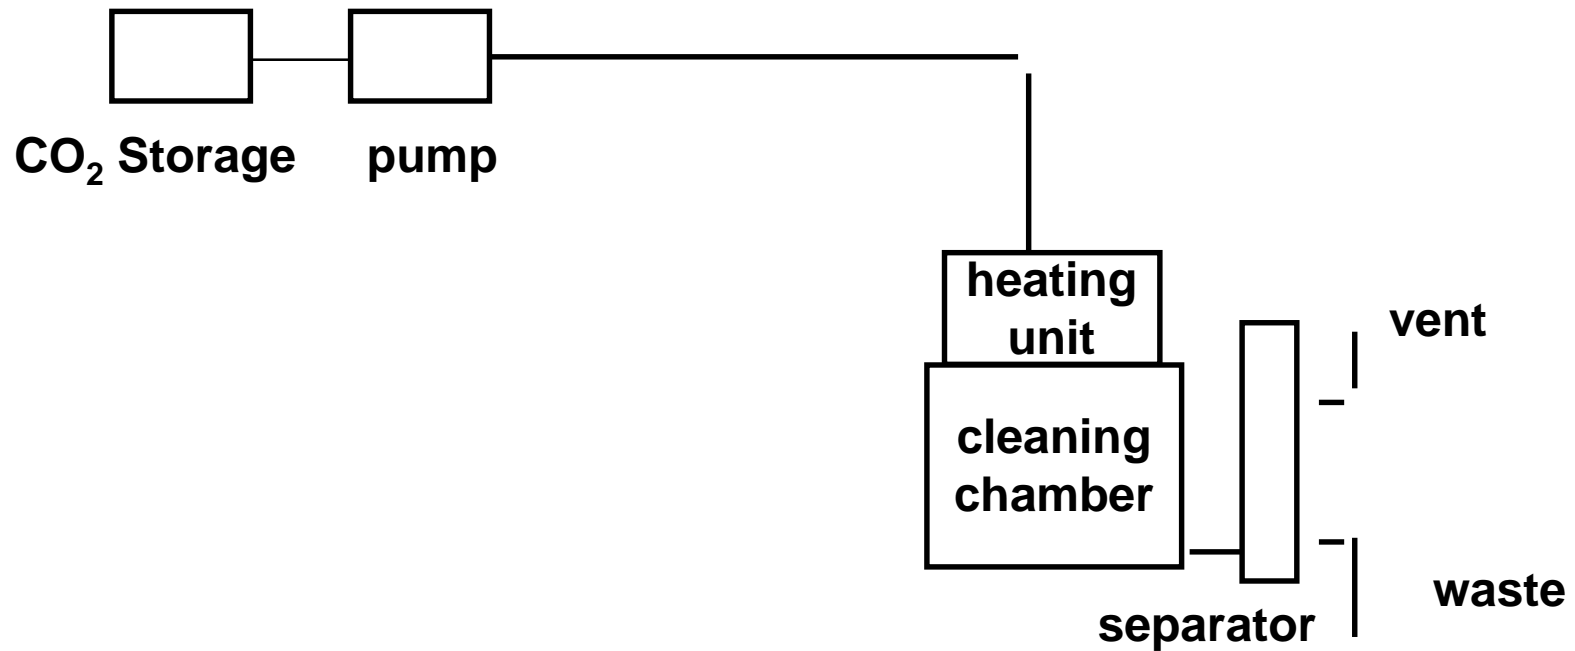 CO₂ Storage
pump
heating
unit
vent
cleaning
chamber
waste
separator